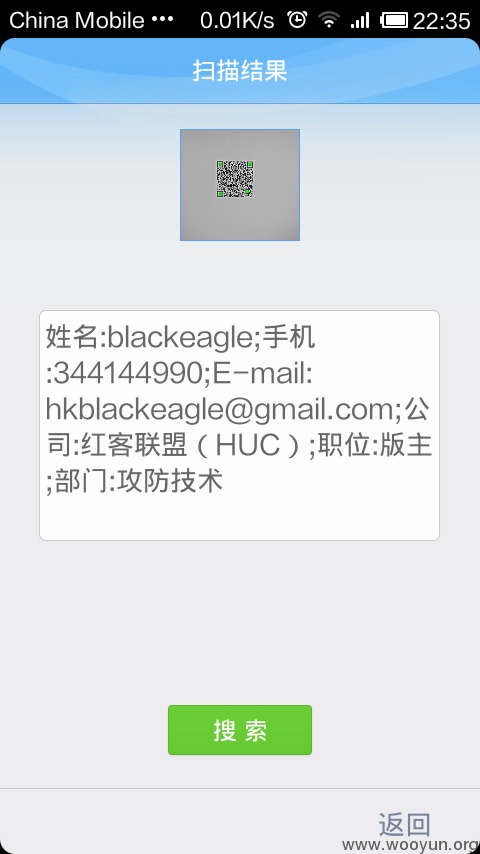 China Mobile ••• 0.01K/s 22:35
扫描结果
姓名:blackeagle;手机
:344144990;E-mail:
hkblackeagle@gmail.com;公
司:红客联盟（HUC）;职位:版主
;部门:攻防技术
搜 索
返回
www.wooyun.org